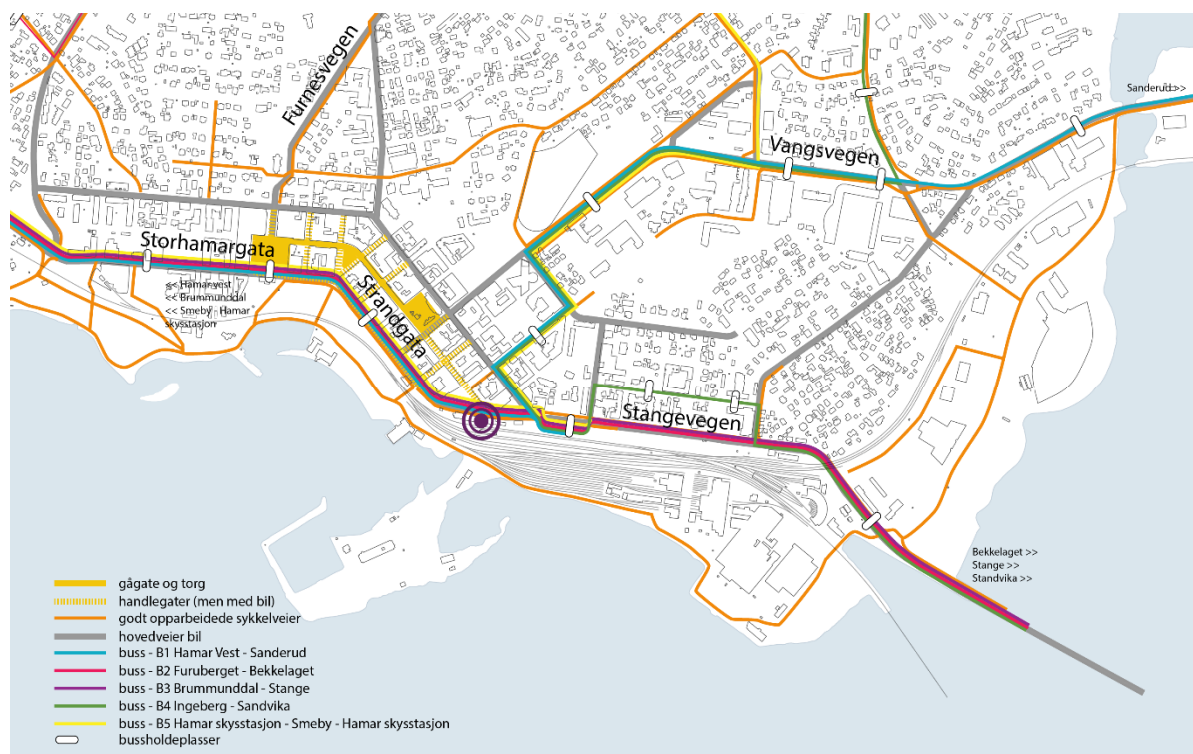 Furnesvegen
Sanderud >>
Vangsvegen
Storhamargata
<< Hamar vest
<< Brummunddal
<< Smeby - Hamar
skysstasjon
Strandgata
Stangevegen
Bekkelaget >>
Stange >>
Standvika >>
gågate og torg
handlegater (men med bil)
godt opparbeidede sykkelveier
hovedveier bil
buss - B1 Hamar Vest - Sanderud
buss - B2 Furuberget - Bekkelaget
buss - B3 Brummunddal - Stange
buss - B4 Ingeberg - Sandvika
buss - B5 Hamar skysstasjon - Smeby - Hamar skysstasjon
bussholdeplasser